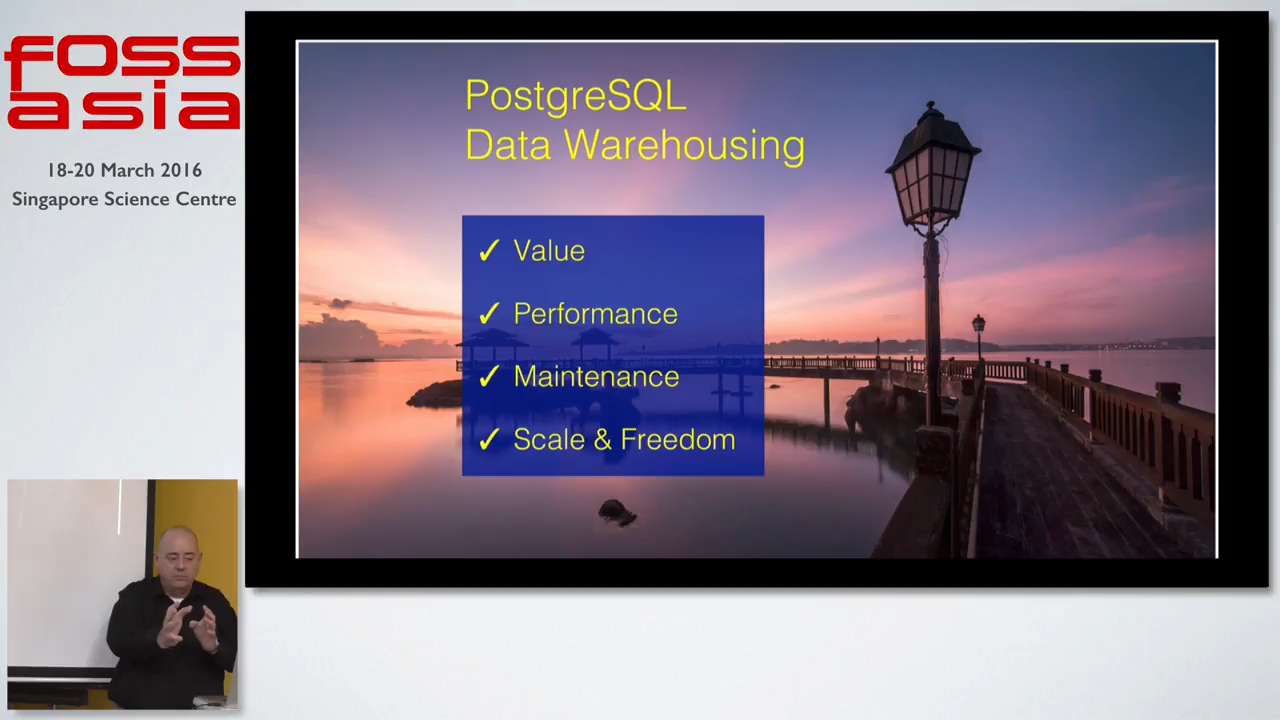 foss
asia
18-20 March 2016
Singapore Science Centre
PostgreSQL
Data Warehousing
✓ Value
✓ Performance
✓ Maintenance
✓ Scale & Freedom